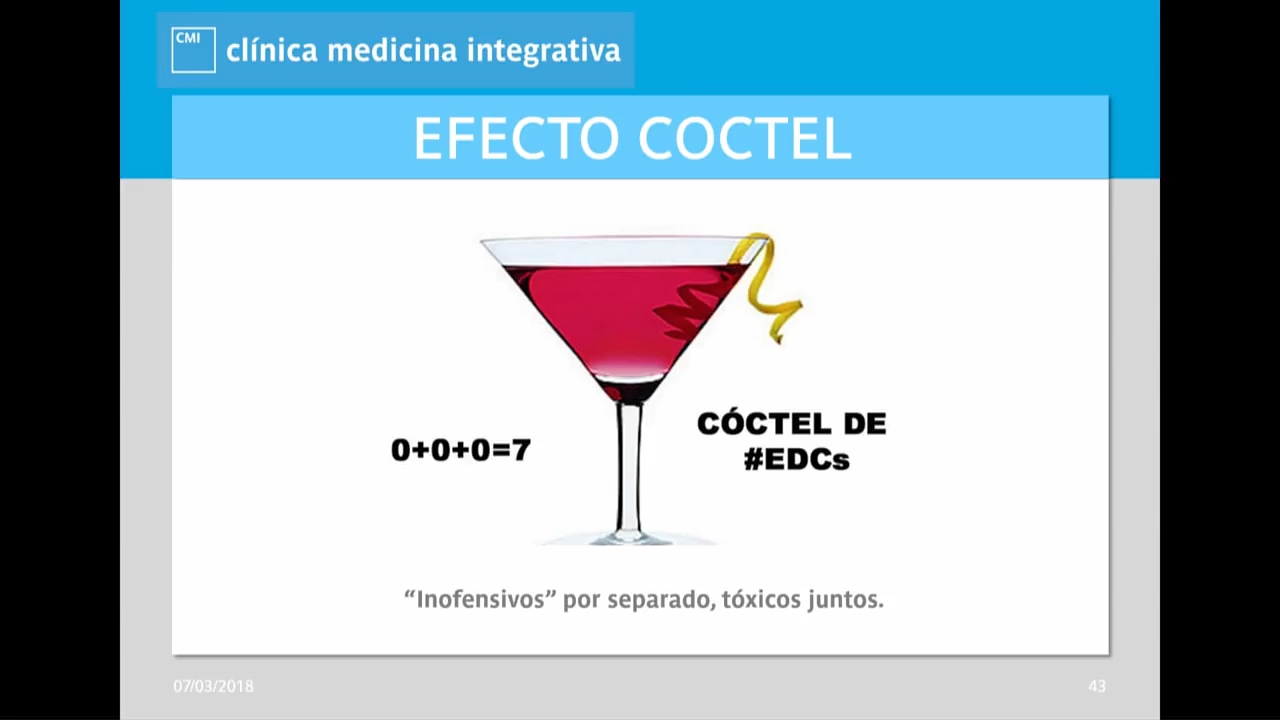 CMI
clínica medicina integrativa
EFECTO COCTEL
0+0+0=7
CÓCTEL DE
#EDCs
“Inofensivos” por separado, tóxicos juntos.
07/03/2018
43